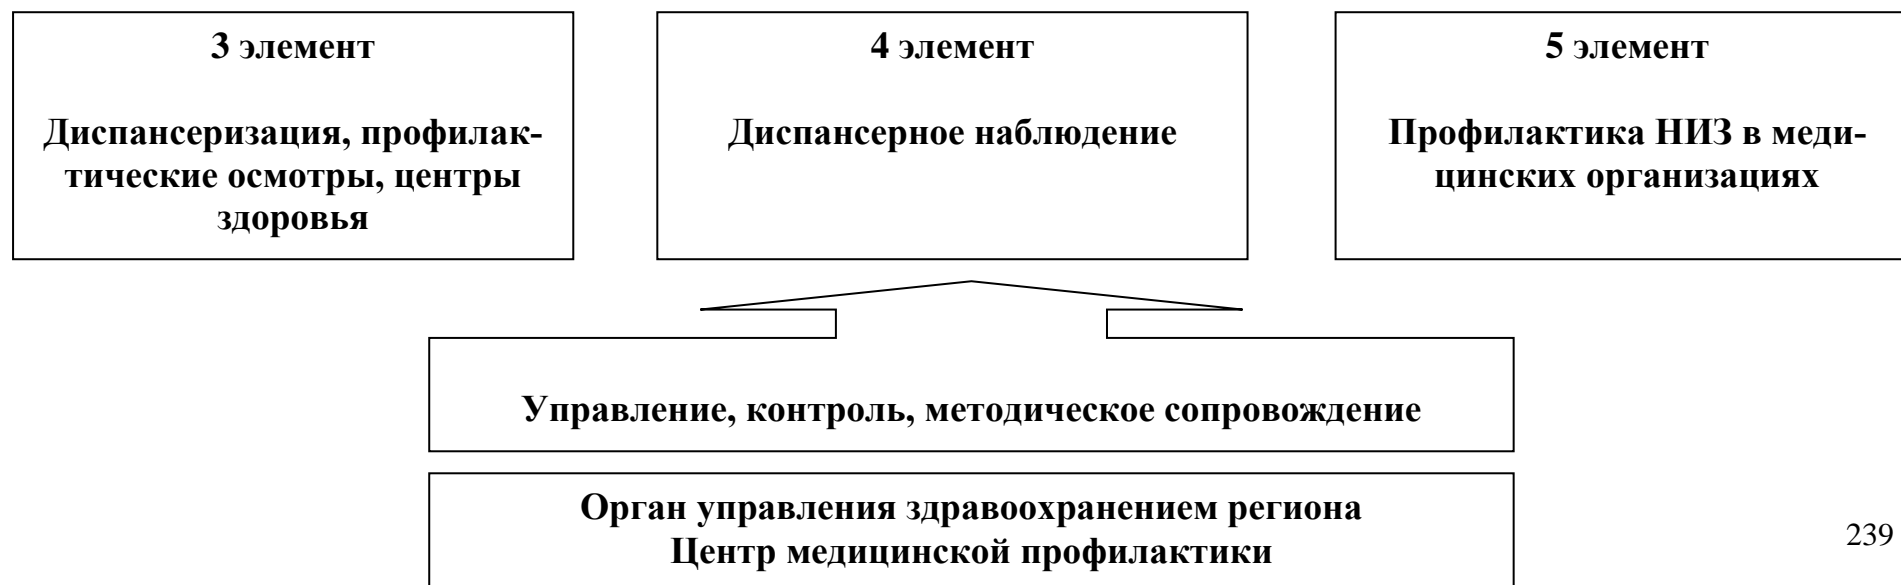 3 элемент
Диспансеризация, профилак-
тические осмотры, центры
здоровья
4 элемент
Диспансерное наблюдение
5 элемент
Профилактика НИЗ в меди-
цинских организациях
Управление, контроль, методическое сопровождение
Орган управления здравоохранением региона
Центр медицинской профилактики
239